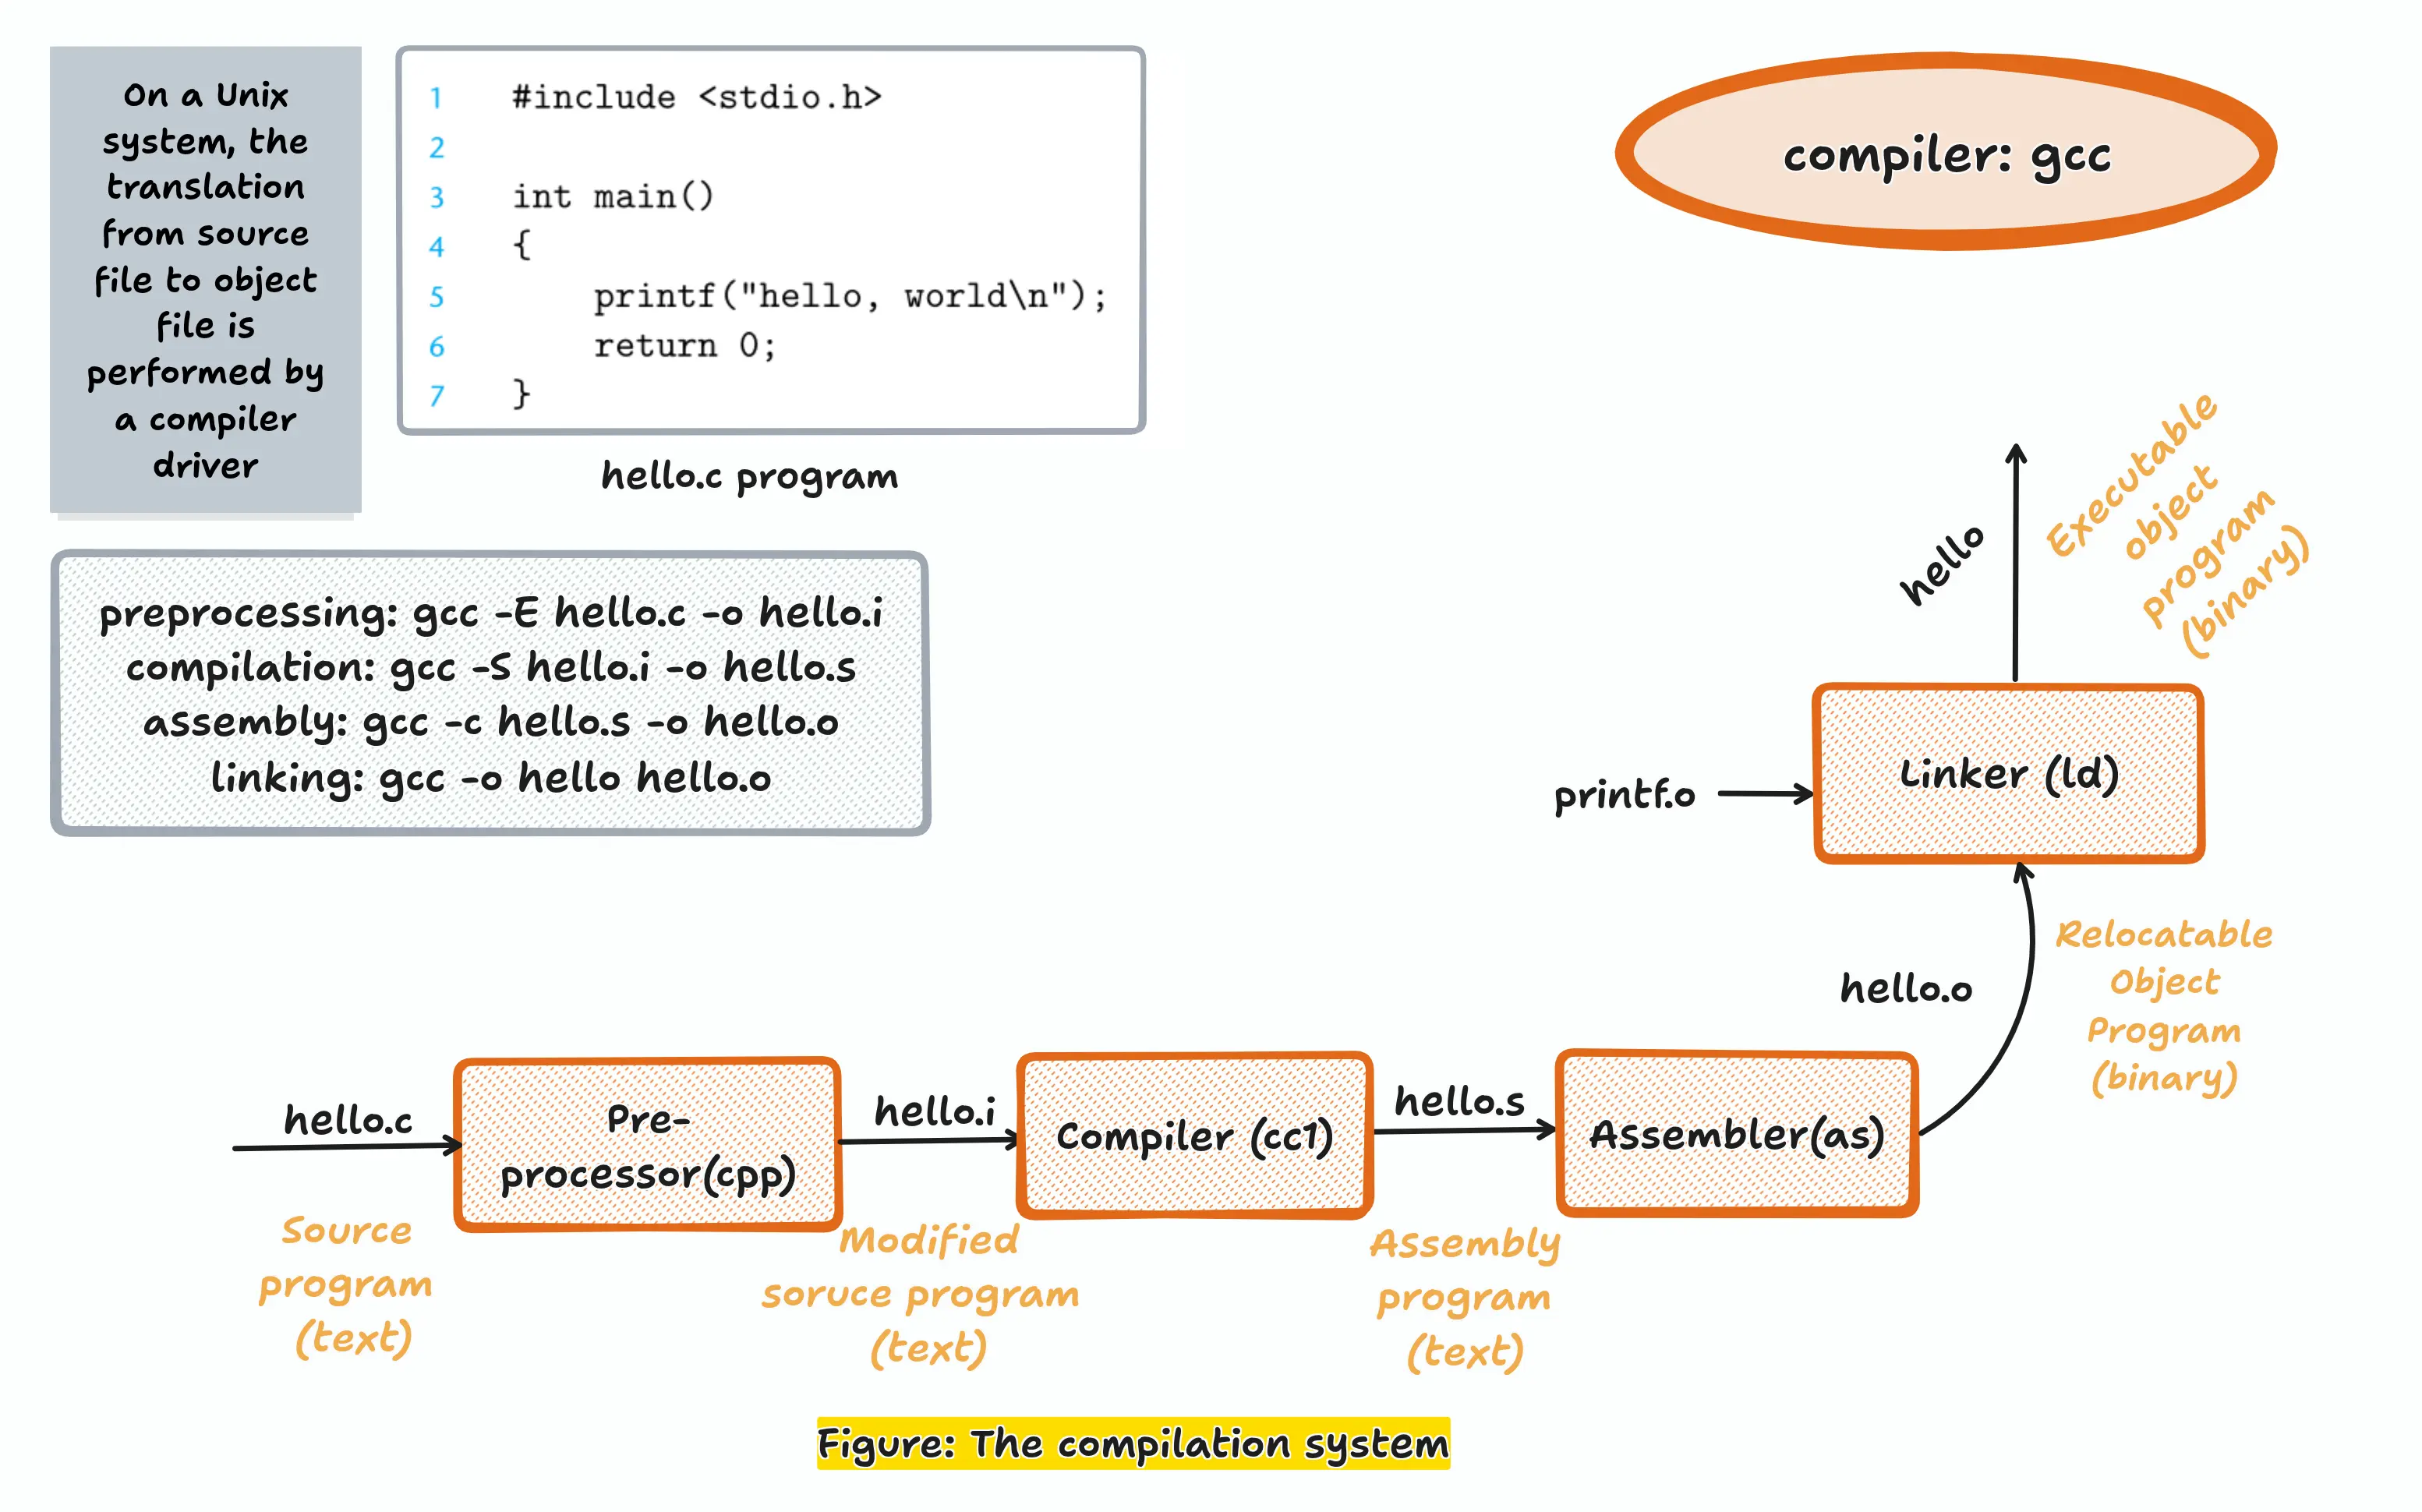 On a Unix
system, the
translation
from source
file to object
file is
performed by
a compiler
driver
1 #include <stdio.h>
2
3 int main()
4 {
5 printf("hello, world\n");
6 return 0;
7 }
hello.c program
compiler: gcc
preprocessing: gcc -E hello.c -o hello.i
compilation: gcc -S hello.i -o hello.s
assembly: gcc -c hello.s -o hello.o
linking: gcc -o hello hello.o
hello
Executable
object
program
(binary)
printf.o
Linker (ld)
hello.o
Relocatable
Object
Program
(binary)
hello.c
Pre-
processor(cpp)
hello.i
Compiler (cc1)
hello.s
Assembler(as)
Source
program
(text)
Modified
soruce program
(text)
Assembly
program
(text)
Figure: The compilation system